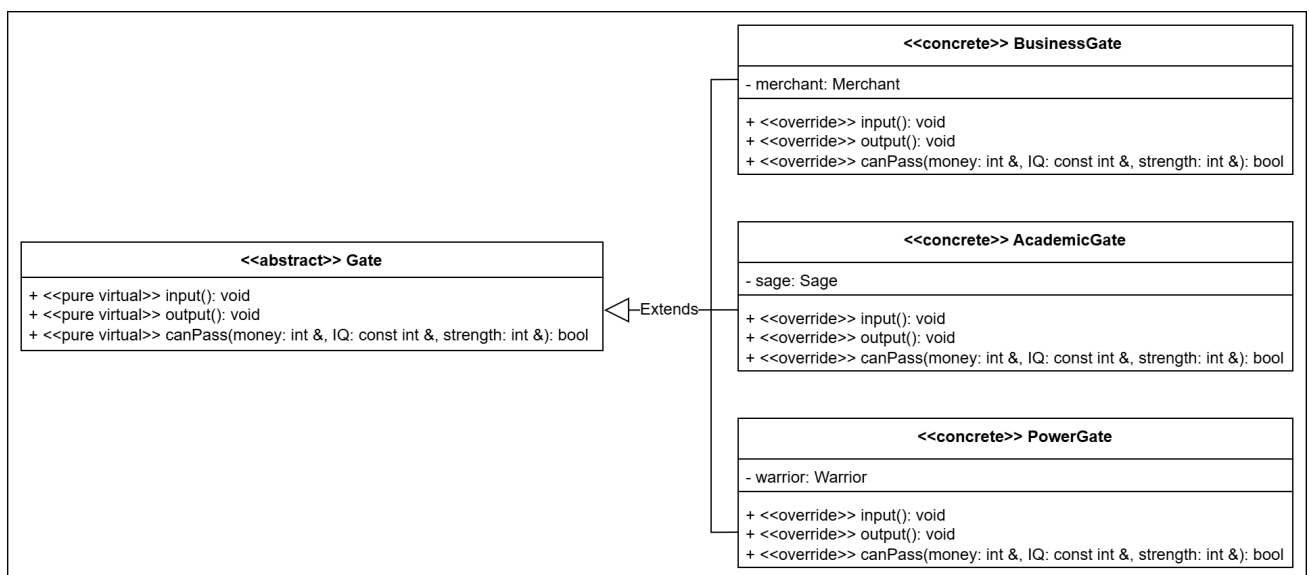 <<concrete>> BusinessGate
- merchant: Merchant
+ <<override>> input(): void
+ <<override>> output(): void
+ <<override>> canPass(money: int &, IQ: const int &, strength: int &): bool
<<abstract>> Gate
+ <<pure virtual>> input(): void
+ <<pure virtual>> output(): void
+ <<pure virtual>> canPass(money: int &, IQ: const int &, strength: int &): bool
Extends
<<concrete>> AcademicGate
- sage: Sage
+ <<override>> input(): void
+ <<override>> output(): void
+ <<override>> canPass(money: int &, IQ: const int &, strength: int &): bool
<<concrete>> PowerGate
- warrior: Warrior
+ <<override>> input(): void
+ <<override>> output(): void
+ <<override>> canPass(money: int &, IQ: const int &, strength: int &): bool